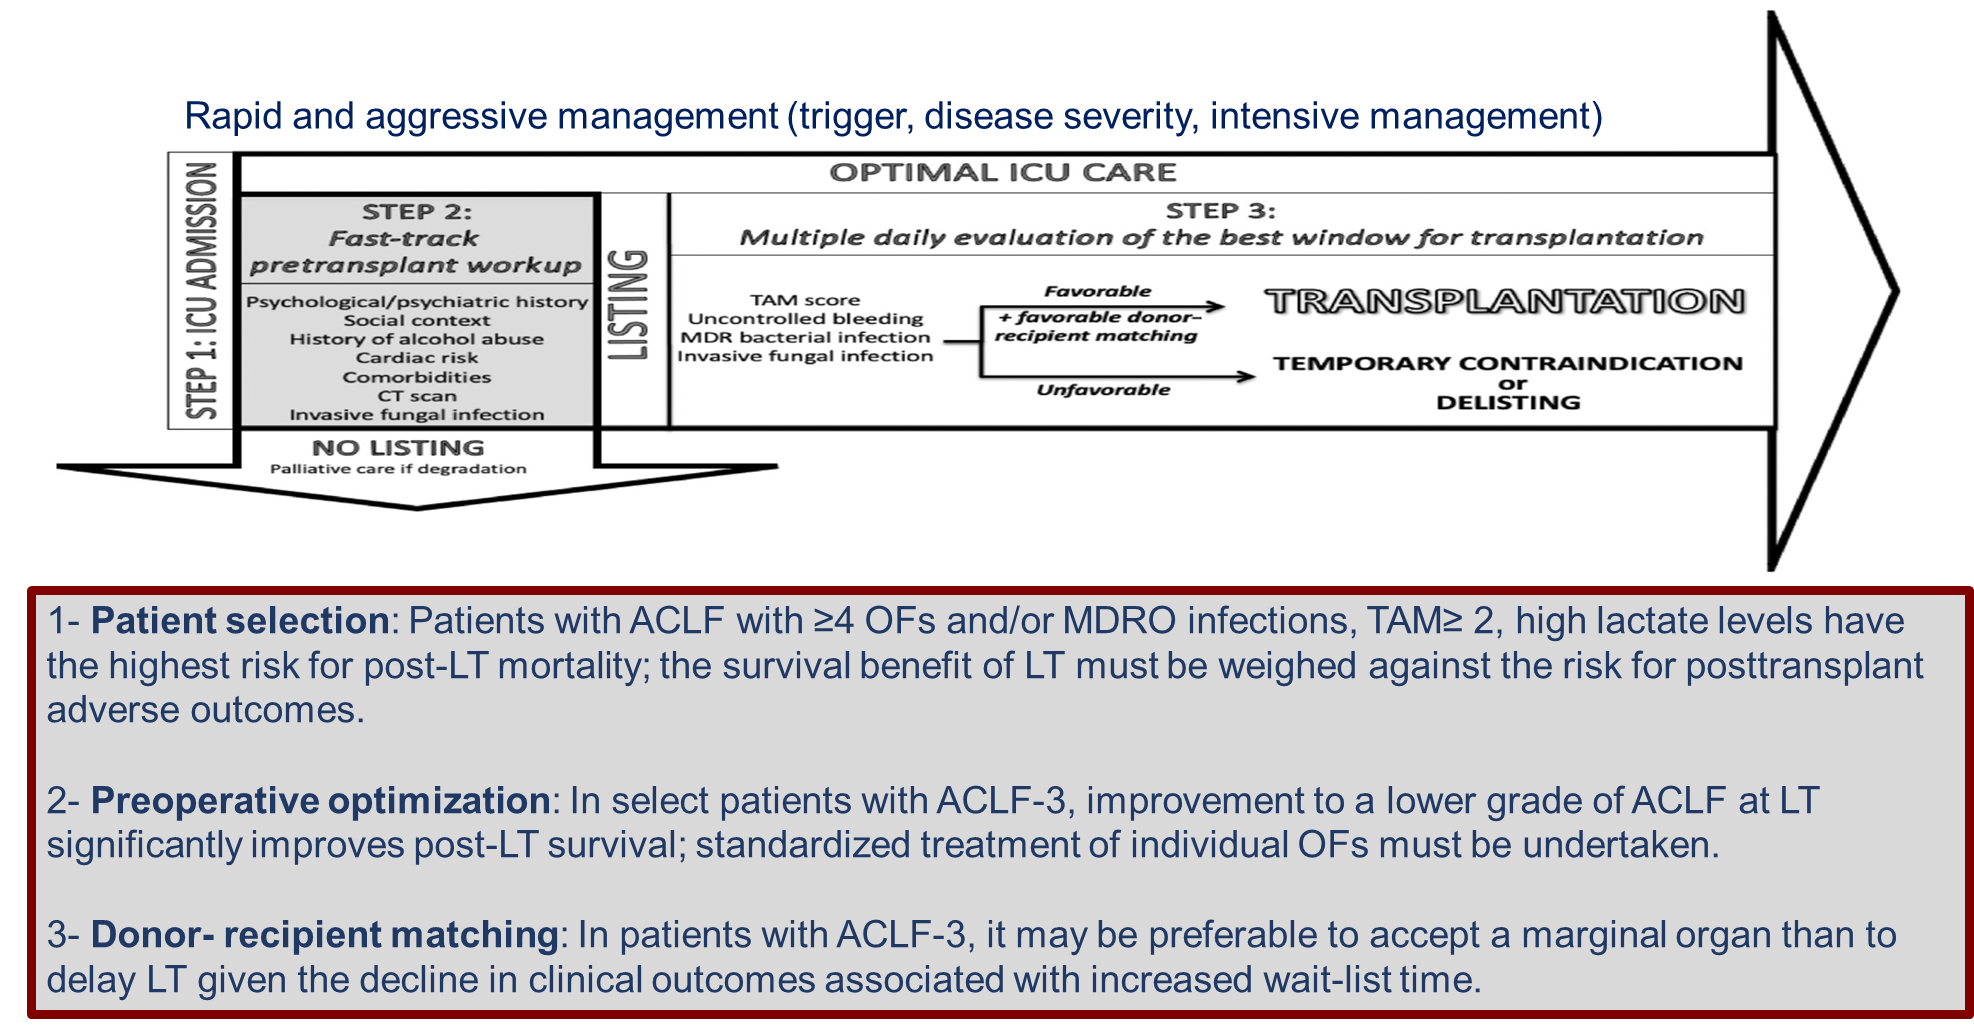 Rapid and aggressive management (trigger, disease severity, intensive management)
STEP 1: ICU ADMISSION
OPTIMAL ICU CARE
STEP 2:
Fast-track
pretransplant workup
Psychological/psychiatric history
Social context
History of alcohol abuse
Cardiac risk
Comorbidities
CT scan
Invasive fungal infection
NO LISTING
Palliative care if degradation
LISTING
STEP 3:
Multiple daily evaluation of the best window for transplantation
TAM score
Uncontrolled bleeding
MDR bacterial infection
Invasive fungal infection
Favorable
+ favorable donor–
recipient matching
Unfavorable
TRANSPLANTATION
TEMPORARY CONTRAINDICATION
or
DELISTING
1- Patient selection: Patients with ACLF with ≥4 OFs and/or MDRO infections, TAM≥ 2, high lactate levels have
the highest risk for post-LT mortality; the survival benefit of LT must be weighed against the risk for posttransplant
adverse outcomes.
2- Preoperative optimization: In select patients with ACLF-3, improvement to a lower grade of ACLF at LT
significantly improves post-LT survival; standardized treatment of individual OFs must be undertaken.
3- Donor- recipient matching: In patients with ACLF-3, it may be preferable to accept a marginal organ than to
delay LT given the decline in clinical outcomes associated with increased wait-list time.